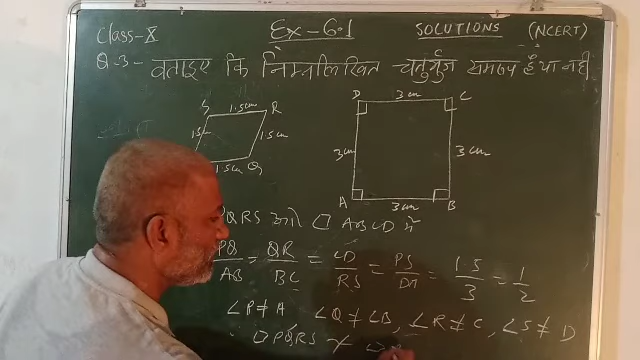 Class-X Ex-6.1 SOLUTIONS (NCERT)
Q.3- बताइए कि निम्नलिखित चतुर्भुज समरूप हैं या नहीं
S 1.5cm R
1.5 1.5cm
1.5cm Q
D 3cm C
3cm 3cm
A 3cm B
PQRS और □ ABCD में
PQ/AB = QR/BC = CD/RS = PS/DA = 1.5/3 = 1/2
∠P≠A ∠Q≠∠B, ∠R≠C, ∠S≠D
∴ □PQRS ≁ □